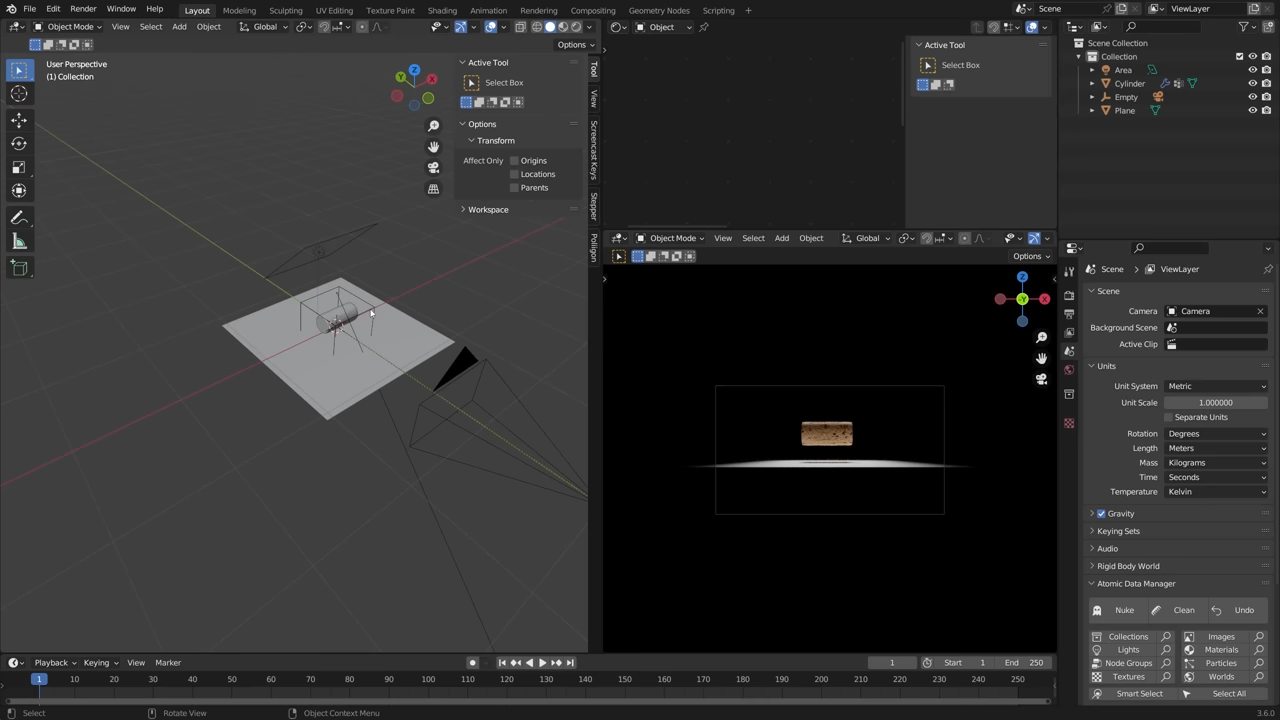 File Edit Render Window Help Layout Modeling Sculpting UV Editing Texture Paint Shading Animation Rendering Compositing Geometry Nodes Scripting Scene ViewLayer
Object Mode View Select Add Object Global
Options
User Perspective
(1) Collection
Active Tool
Select Box
Options
Transform
Affect Only Origins
Locations
Parents
Workspace
Tool
View
Screencast Keys
Stepper
Poliigon
Object
Active Tool
Select Box
Object Mode View Select Add Object Global
Options
Z
X
Y
Z
X
-Y
Scene Collection
Collection
Area
Cylinder
Empty
Plane
Scene ViewLayer
Scene
Camera Camera
Background Scene
Active Clip
Units
Unit System Metric
Unit Scale 1.000000
Separate Units
Rotation Degrees
Length Meters
Mass Kilograms
Time Seconds
Temperature Kelvin
Gravity
Keying Sets
Audio
Rigid Body World
Atomic Data Manager
Nuke Clean Undo
Collections Images
Lights Materials
Node Groups Particles
Textures Worlds
Smart Select Select All
Playback Keying View Marker 1 Start 1 End 250
1 10 20 30 40 50 60 70 80 90 100 110 120 130 140 150 160 170 180 190 200 210 220 230 240 250
Select Rotate View Object Context Menu 3.6.0